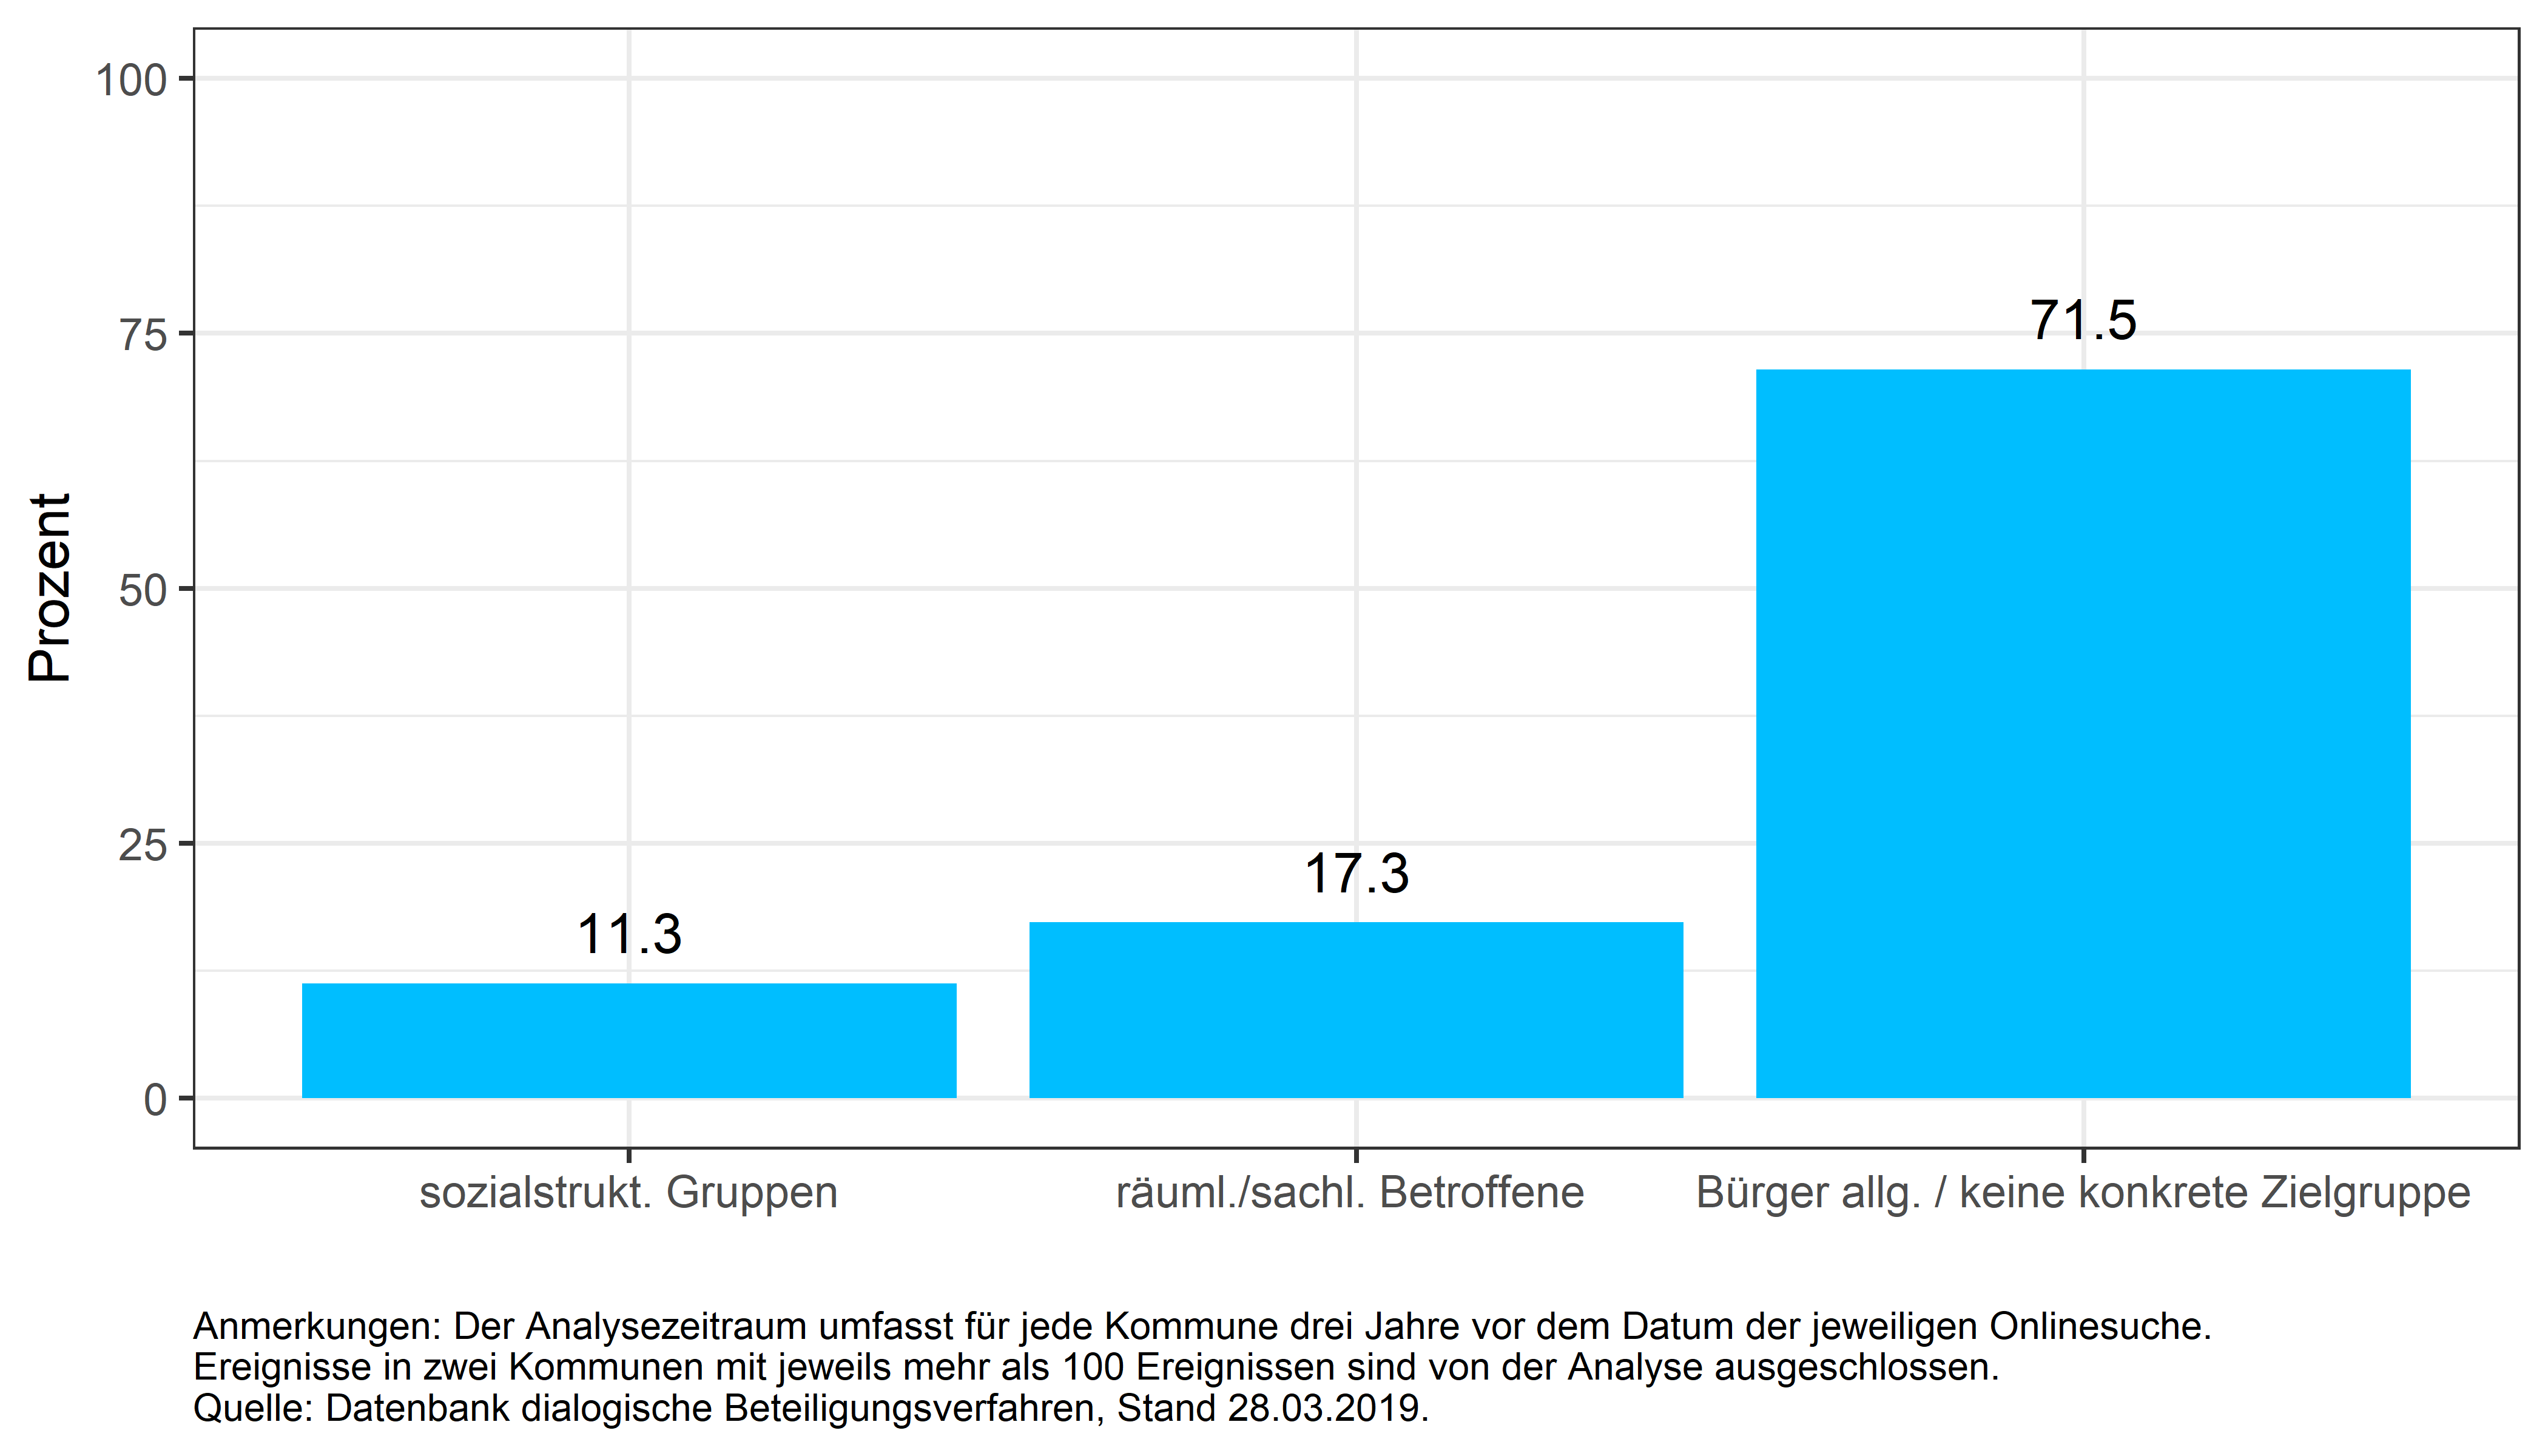 100
75
50
25
0
Prozent
11.3
17.3
71.5
sozialstrukt. Gruppen
räuml./sachl. Betroffene
Bürger allg. / keine konkrete Zielgruppe
Anmerkungen: Der Analysezeitraum umfasst für jede Kommune drei Jahre vor dem Datum der jeweiligen Onlinesuche.
Ereignisse in zwei Kommunen mit jeweils mehr als 100 Ereignissen sind von der Analyse ausgeschlossen.
Quelle: Datenbank dialogische Beteiligungsverfahren, Stand 28.03.2019.